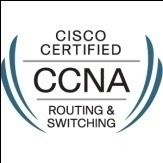 CISCO
CERTIFIED
CCNA
ROUTING &
SWITCHING